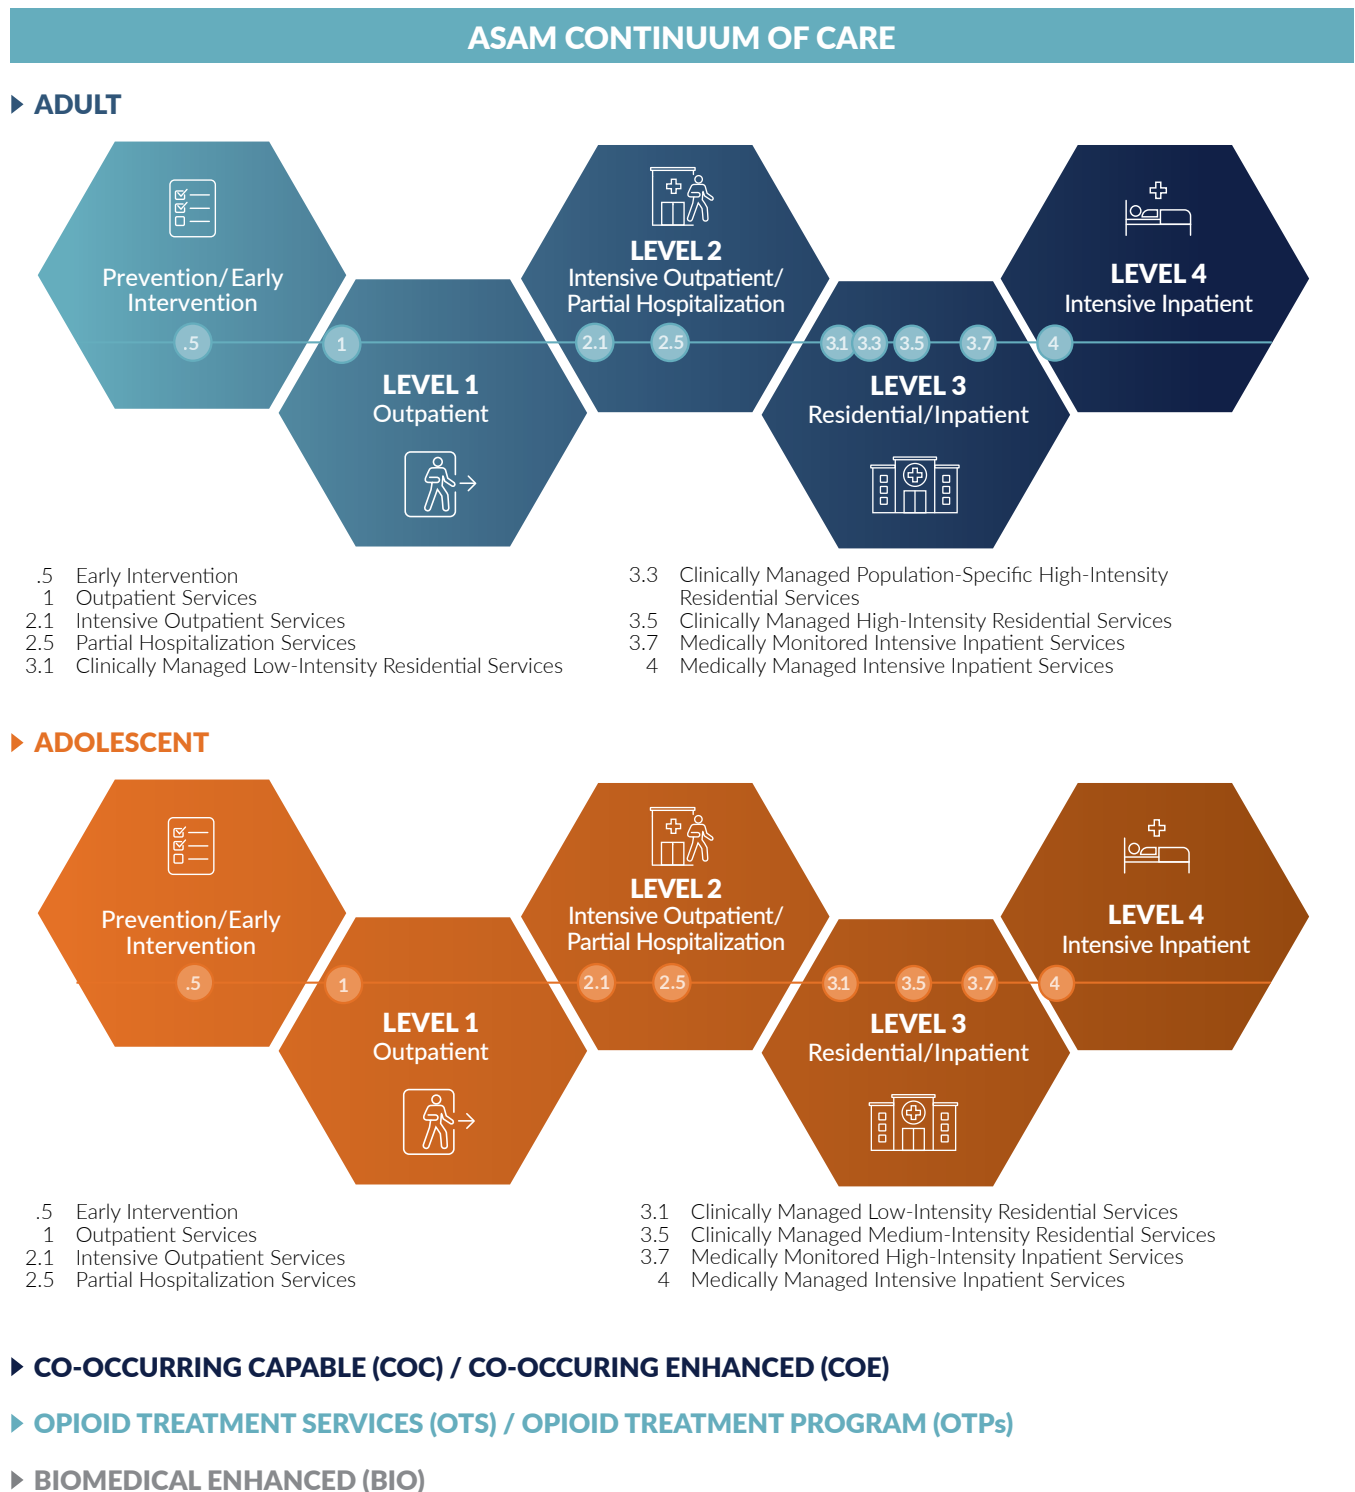 ASAM CONTINUUM OF CARE
ADULT
Prevention/Early
Intervention
.5
1
LEVEL 1
Outpatient
LEVEL 2
Intensive Outpatient/
Partial Hospitalization
2.1
2.5
3.1
3.3
3.5
3.7
LEVEL 3
Residential/Inpatient
LEVEL 4
Intensive Inpatient
4
.5 Early Intervention
1 Outpatient Services
2.1 Intensive Outpatient Services
2.5 Partial Hospitalization Services
3.1 Clinically Managed Low-Intensity Residential Services
3.3 Clinically Managed Population-Specific High-Intensity
Residential Services
3.5 Clinically Managed High-Intensity Residential Services
3.7 Medically Monitored Intensive Inpatient Services
4 Medically Managed Intensive Inpatient Services
ADOLESCENT
Prevention/Early
Intervention
.5
1
LEVEL 1
Outpatient
LEVEL 2
Intensive Outpatient/
Partial Hospitalization
2.1
2.5
3.1
3.5
3.7
LEVEL 3
Residential/Inpatient
LEVEL 4
Intensive Inpatient
4
.5 Early Intervention
1 Outpatient Services
2.1 Intensive Outpatient Services
2.5 Partial Hospitalization Services
3.1 Clinically Managed Low-Intensity Residential Services
3.5 Clinically Managed Medium-Intensity Residential Services
3.7 Medically Monitored High-Intensity Inpatient Services
4 Medically Managed Intensive Inpatient Services
CO-OCCURRING CAPABLE (COC) / CO-OCCURING ENHANCED (COE)
OPIOID TREATMENT SERVICES (OTS) / OPIOID TREATMENT PROGRAM (OTPs)
BIOMEDICAL ENHANCED (BIO)